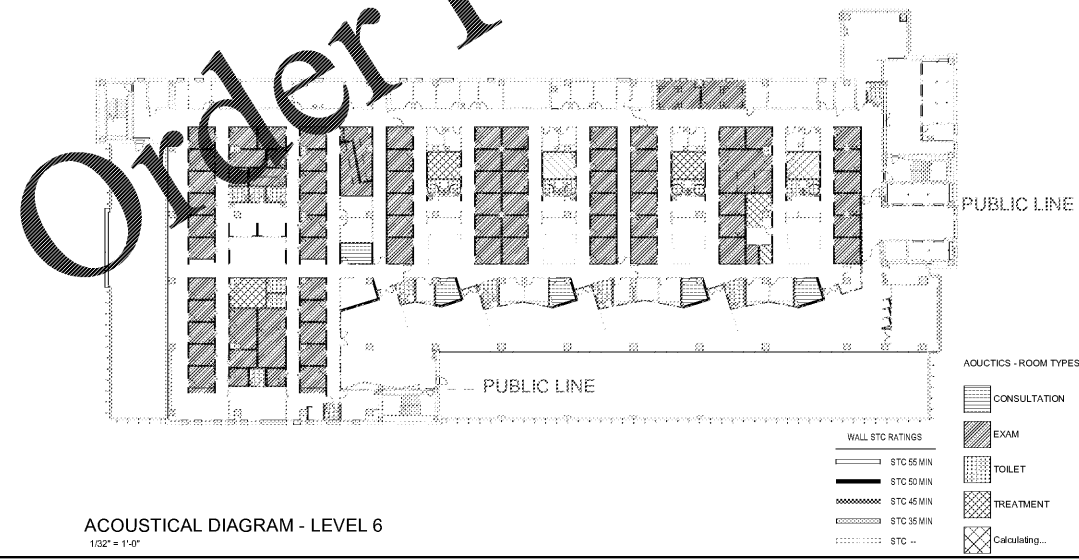 Order
PUBLIC LINE
PUBLIC LINE
AOUCTICS - ROOM TYPES
CONSULTATION
EXAM
TOILET
TREATMENT
Calculating...
WALL STC RATINGS
STC 55 MIN
STC 50 MIN
STC 45 MIN
STC 35 MIN
STC --
ACOUSTICAL DIAGRAM - LEVEL 6
1/32" = 1'-0"